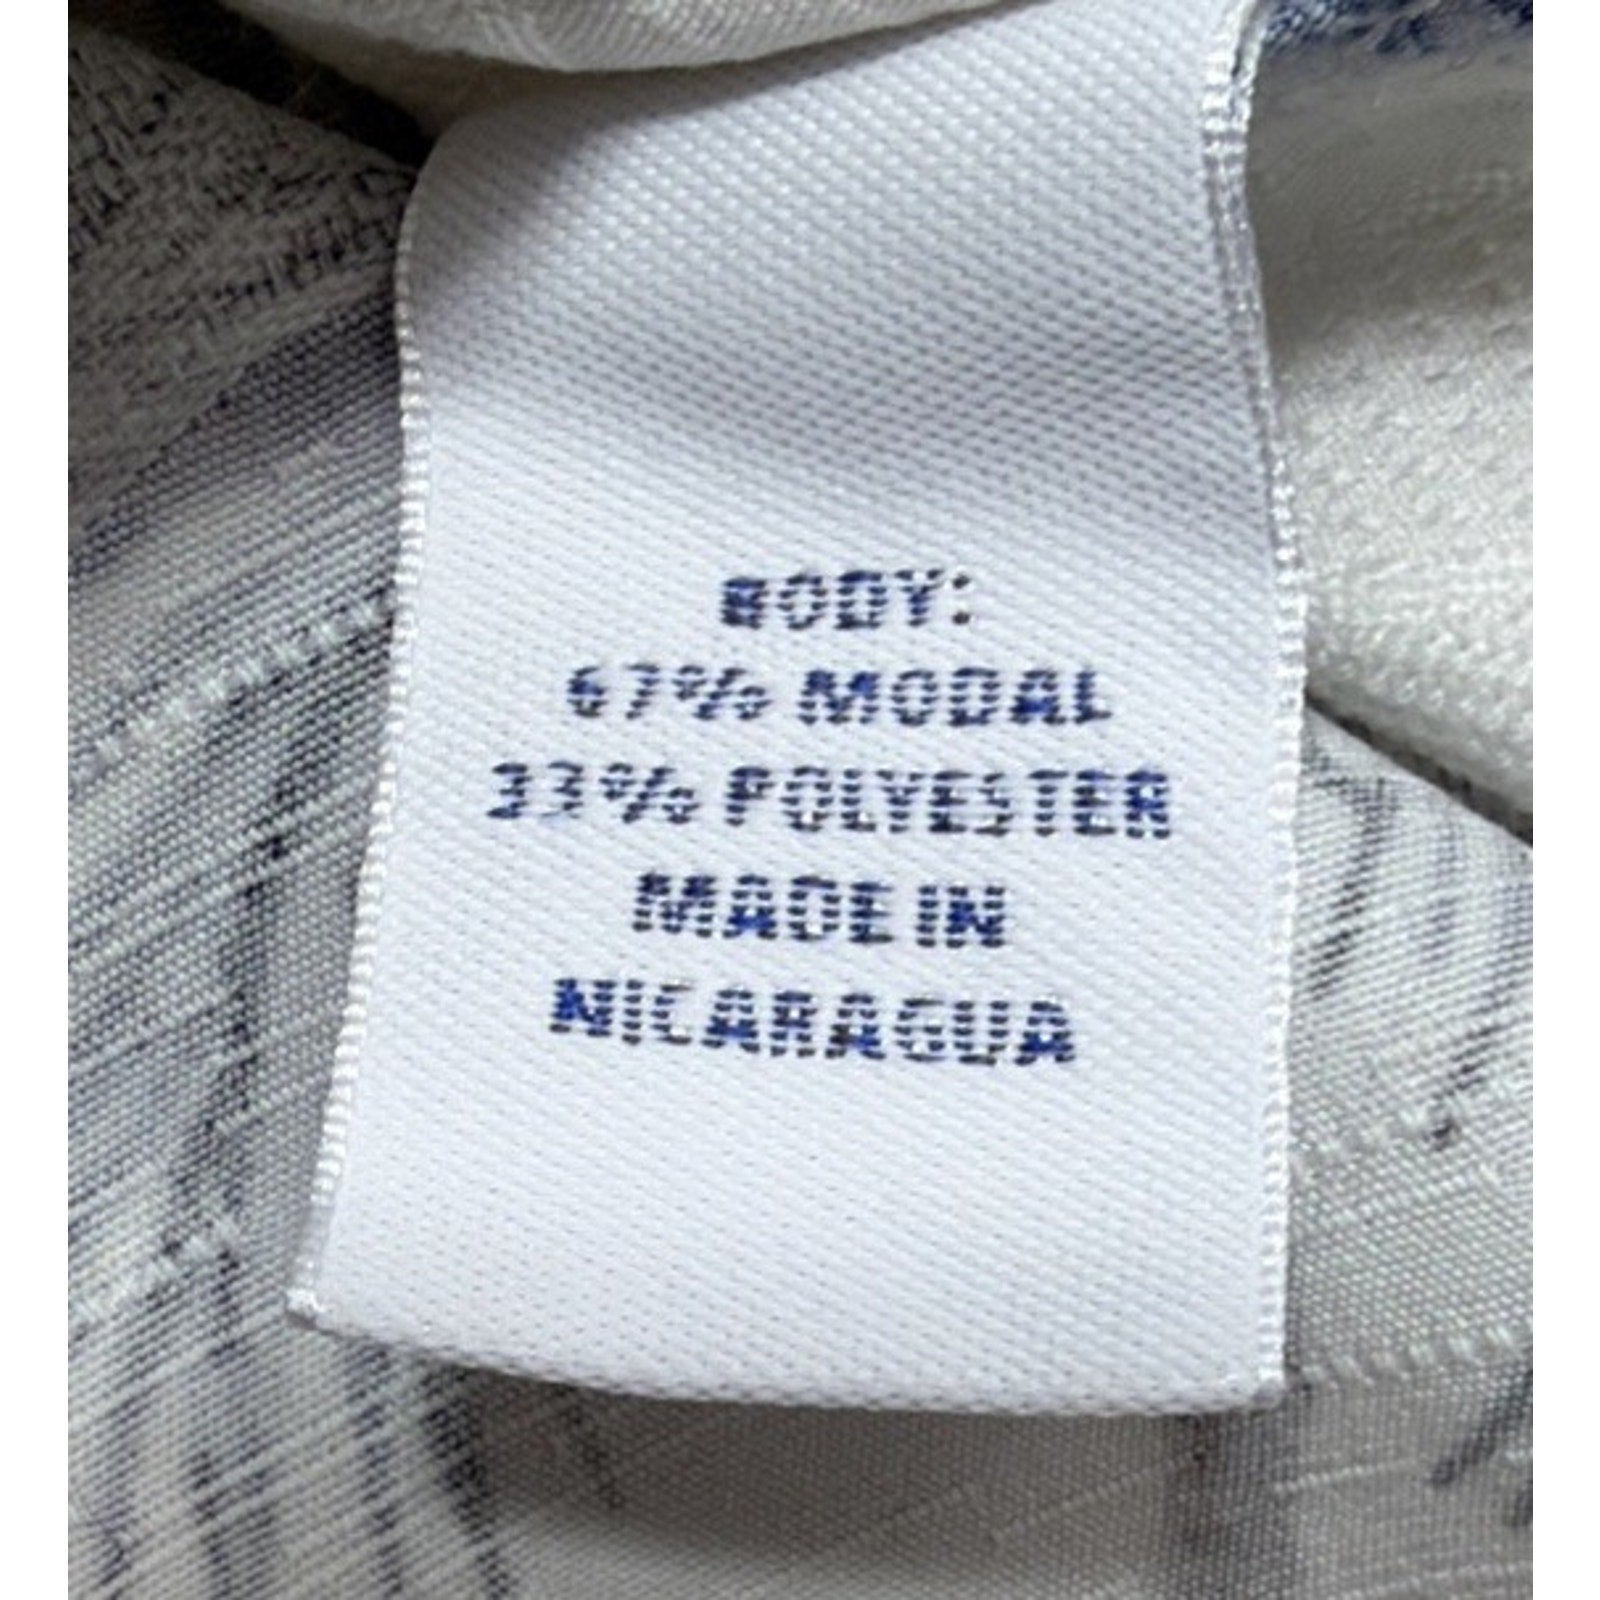 BODY:
67% MODAL
33% POLYESTER
MADE IN
NICARAGUA